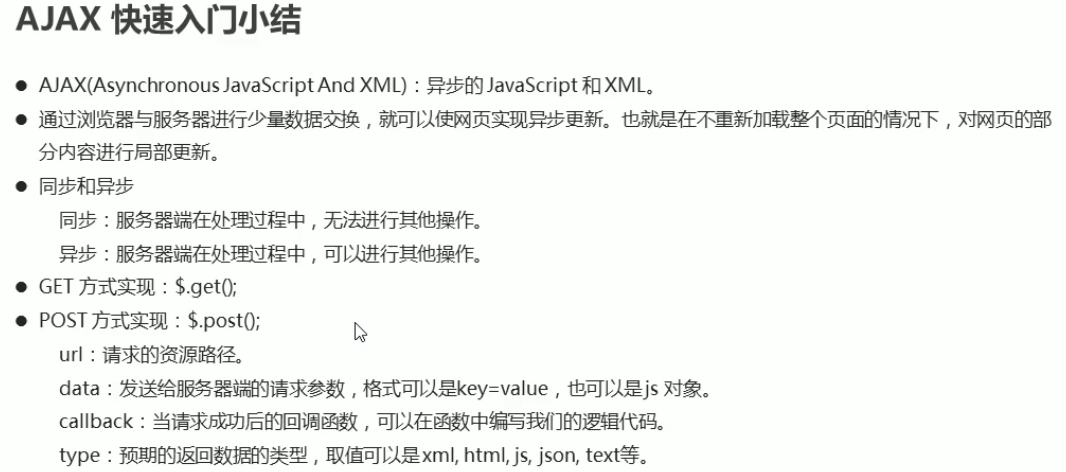 AJAX 快速入门小结
AJAX(Asynchronous JavaScript And XML)：异步的 JavaScript 和 XML。
通过浏览器与服务器进行少量数据交换，就可以使网页实现异步更新。也就是在不重新加载整个页面的情况下，对网页的部
分内容进行局部更新。
同步和异步
同步：服务器端在处理过程中，无法进行其他操作。
异步：服务器端在处理过程中，可以进行其他操作。
GET 方式实现：$.get();
POST 方式实现：$.post();
url：请求的资源路径。
data：发送给服务器端的请求参数，格式可以是key=value，也可以是 js 对象。
callback：当请求成功后的回调函数，可以在函数中编写我们的逻辑代码。
type：预期的返回数据的类型，取值可以是 xml, html, js, json, text等。